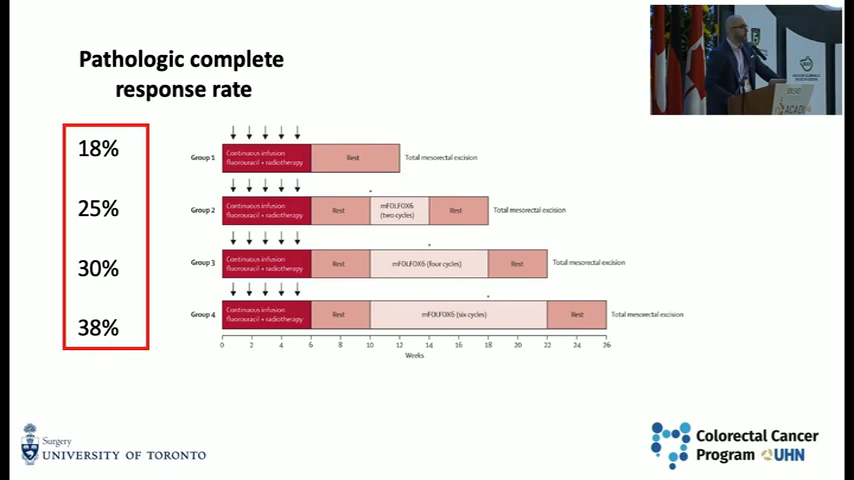 Pathologic complete
response rate
18%
25%
30%
38%
Group 1
Continuous infusion
fluorouracil + radiotherapy
Rest
Total mesorectal excision
Group 2
Continuous infusion
fluorouracil + radiotherapy
Rest
mFOLFOX6
(two cycles)
Rest
Total mesorectal excision
Group 3
Continuous infusion
fluorouracil + radiotherapy
Rest
mFOLFOX6 (four cycles)
Rest
Total mesorectal excision
Group 4
Continuous infusion
fluorouracil + radiotherapy
Rest
mFOLFOX6 (six cycles)
Rest
Total mesorectal excision
0 2 4 6 8 10 12 14 16 18 20 22 24 26
Weeks
Surgery
UNIVERSITY OF TORONTO
Colorectal Cancer
Program UHN